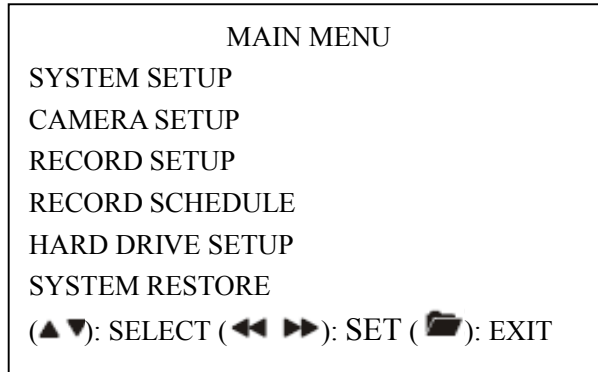 MAIN MENU
SYSTEM SETUP
CAMERA SETUP
RECORD SETUP
RECORD SCHEDULE
HARD DRIVE SETUP
SYSTEM RESTORE
(▲▼): SELECT (◀◀ ▶▶): SET ( 📂): EXIT